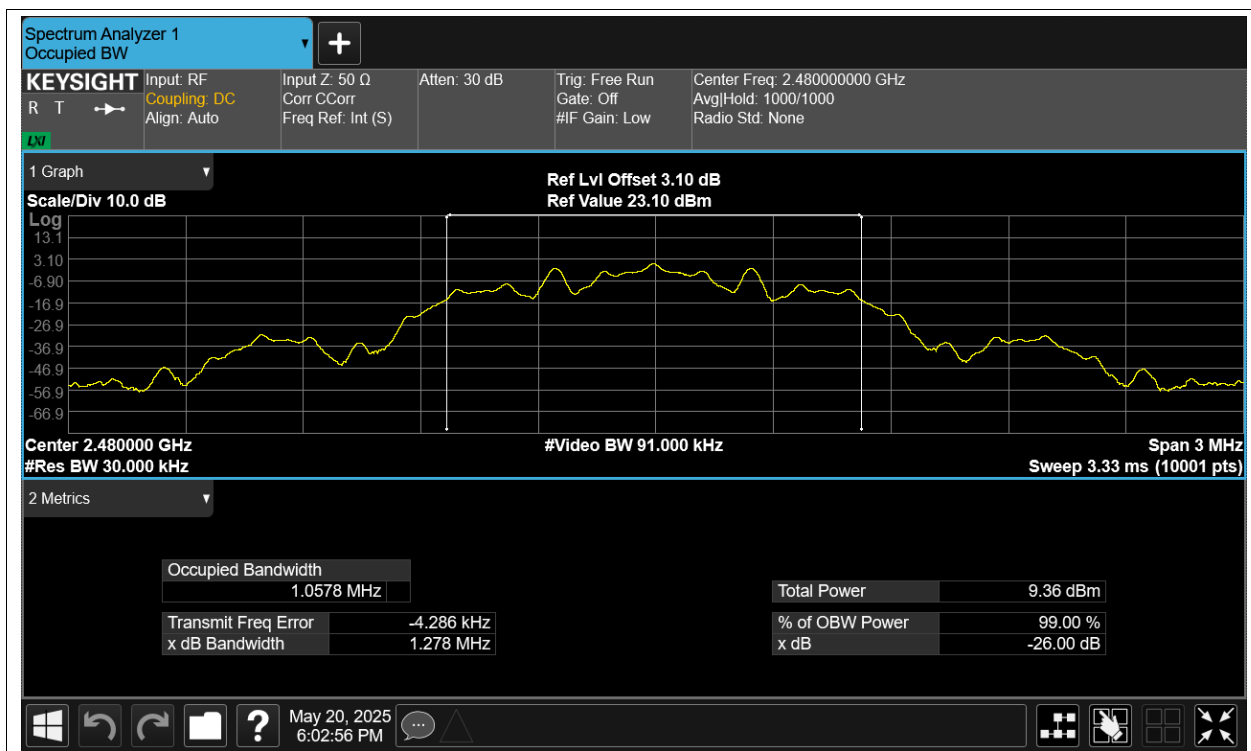 Spectrum Analyzer 1
Occupied BW
KEYSIGHT
R T
LXI
Input: RF
Coupling: DC
Align: Auto
Input Z: 50 Ω
Corr CCorr
Freq Ref: Int (S)
Atten: 30 dB
Trig: Free Run
Gate: Off
#IF Gain: Low
Center Freq: 2.480000000 GHz
Avg|Hold: 1000/1000
Radio Std: None
1 Graph
Scale/Div 10.0 dB
Ref Lvl Offset 3.10 dB
Ref Value 23.10 dBm
Log
13.1
3.10
-6.90
-16.9
-26.9
-36.9
-46.9
-56.9
-66.9
Center 2.480000 GHz
#Video BW 91.000 kHz
Span 3 MHz
#Res BW 30.000 kHz
Sweep 3.33 ms (10001 pts)
2 Metrics
Occupied Bandwidth
1.0578 MHz
Total Power 9.36 dBm
Transmit Freq Error -4.286 kHz
% of OBW Power 99.00 %
x dB Bandwidth 1.278 MHz
x dB -26.00 dB
?
May 20, 2025
6:02:56 PM